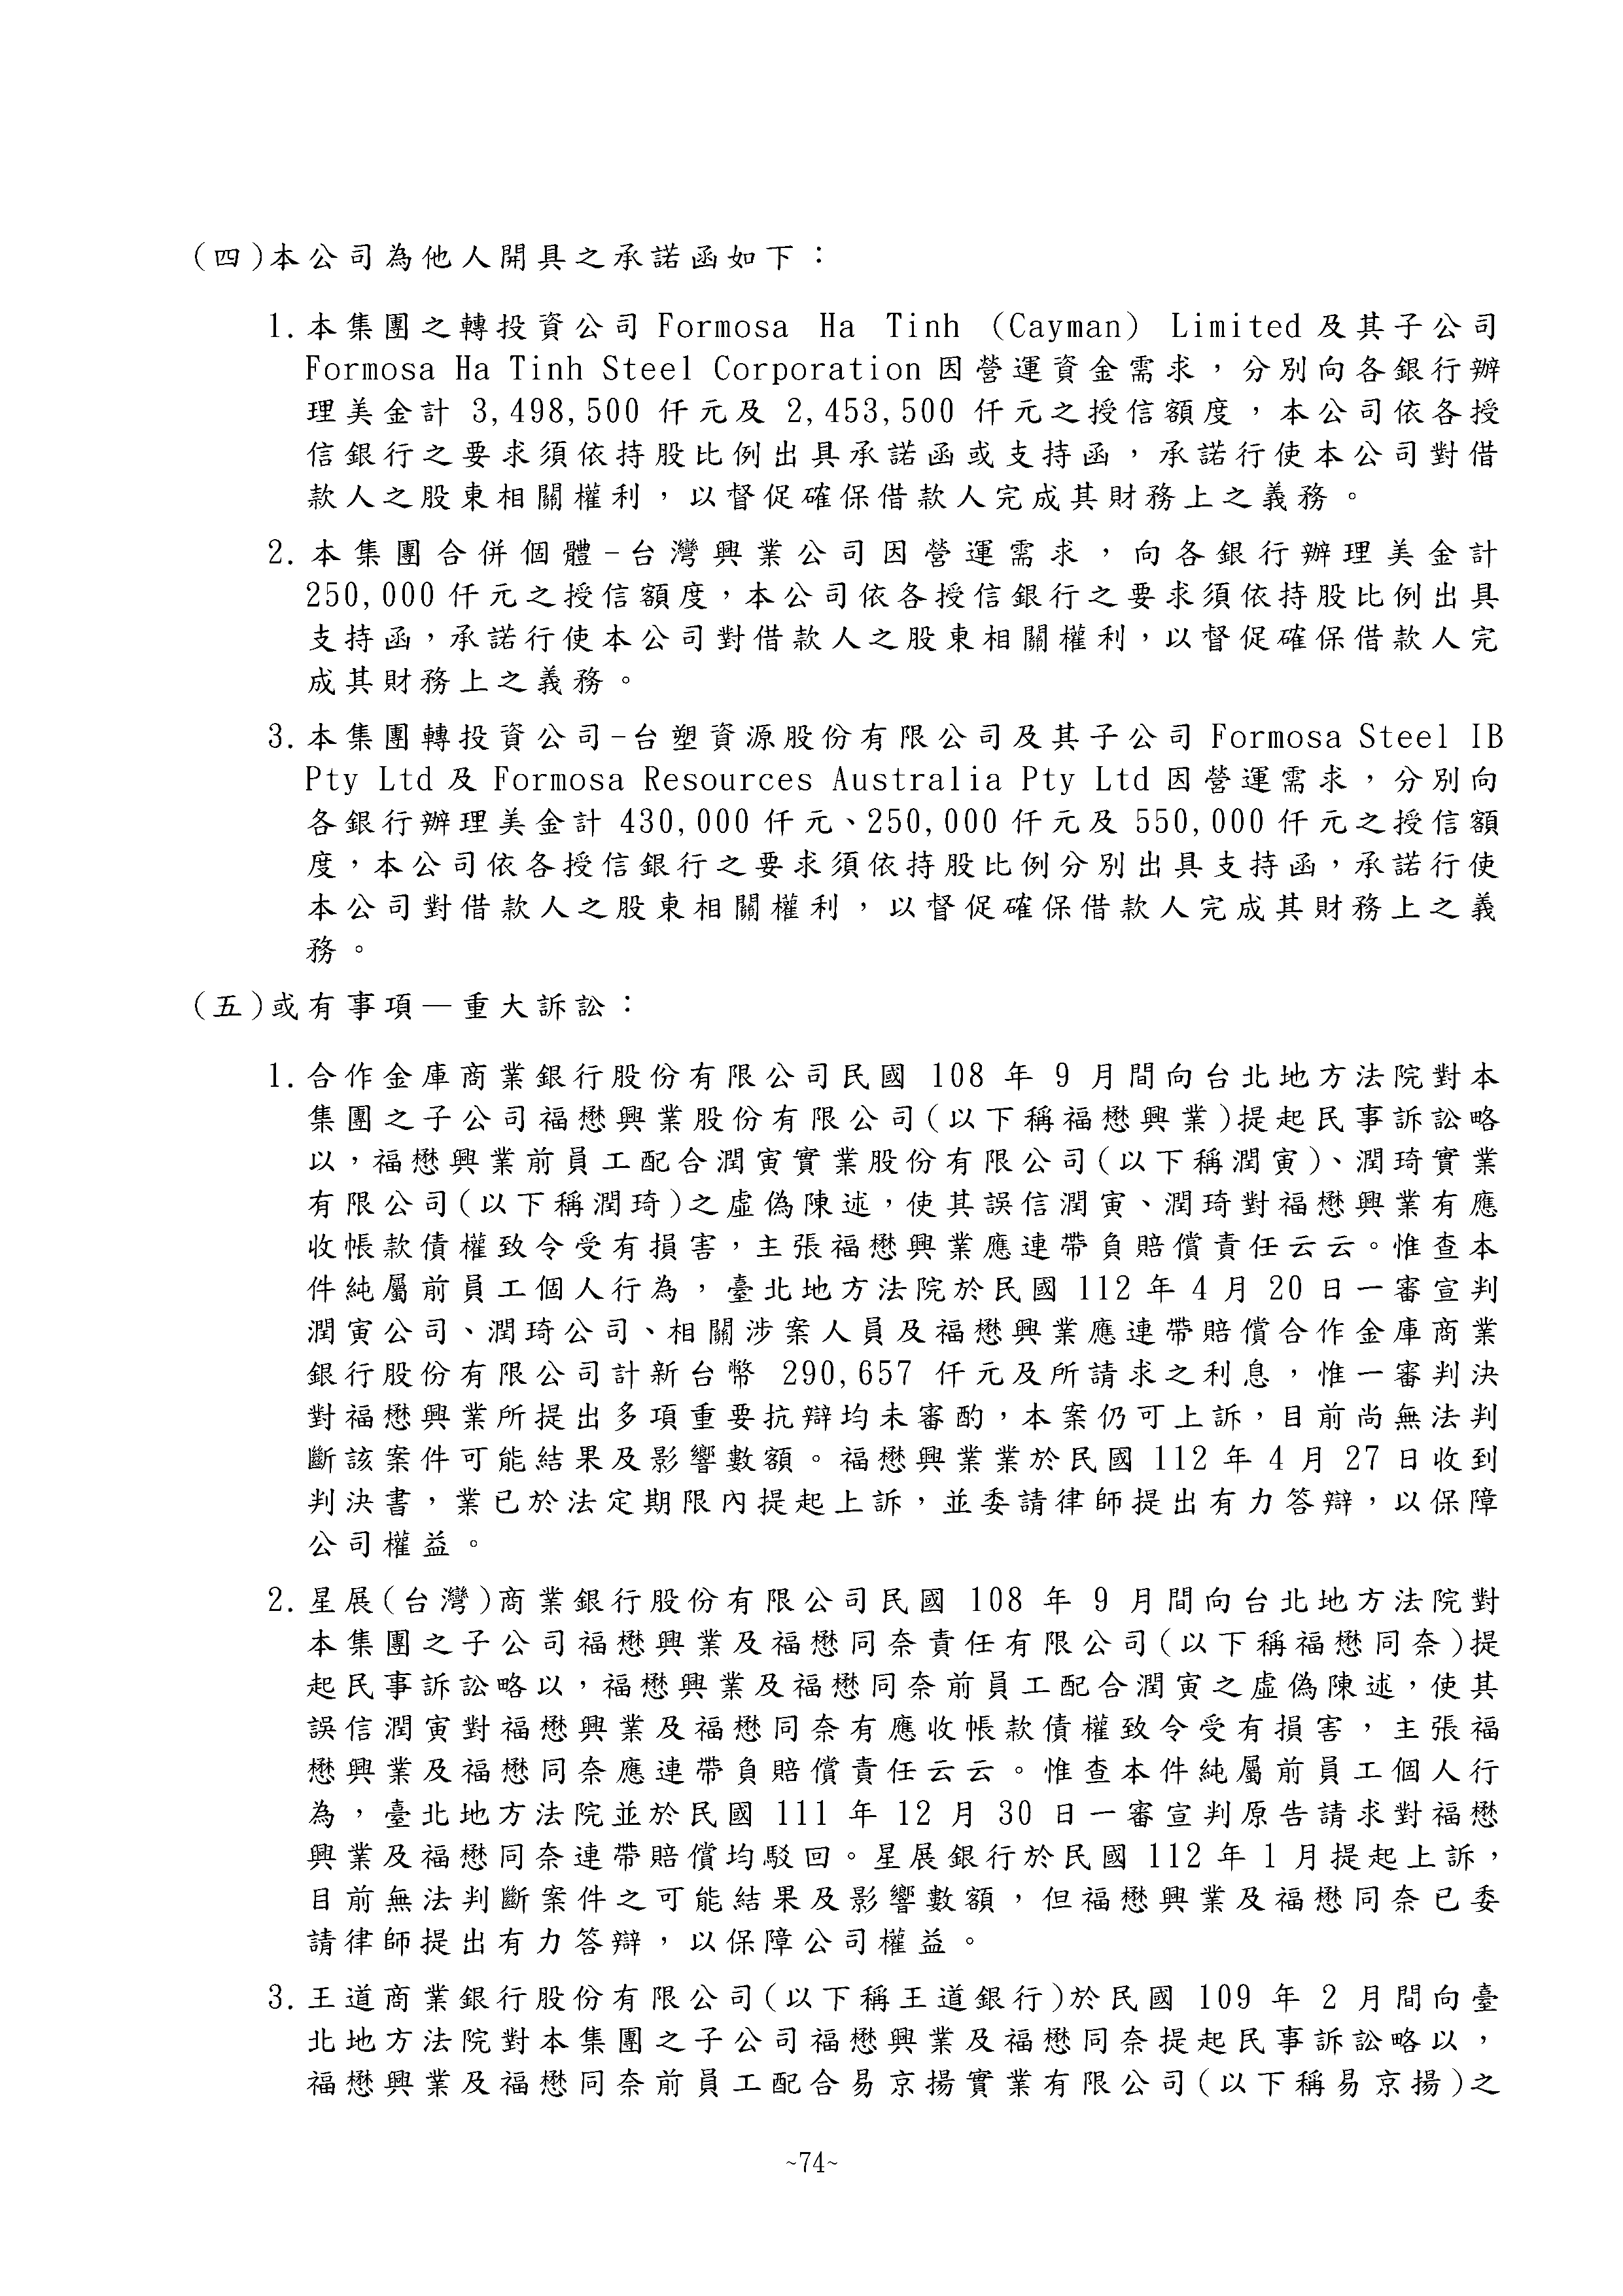 (四)本公司為他人開具之承諾函如下：
1.本集團之轉投資公司 Formosa Ha Tinh (Cayman) Limited 及其子公司
Formosa Ha Tinh Steel Corporation 因營運資金需求，分別向各銀行辦
理美金計 3,498,500 仟元及 2,453,500 仟元之授信額度，本公司依各授
信銀行之要求須依持股比例出具承諾函或支持函，承諾行使本公司對借
款人之股東相關權利，以督促確保借款人完成其財務上之義務。
2.本集團合併個體-台灣興業公司因營運需求，向各銀行辦理美金計
250,000 仟元之授信額度，本公司依各授信銀行之要求須依持股比例出具
支持函，承諾行使本公司對借款人之股東相關權利，以督促確保借款人完
成其財務上之義務。
3.本集團轉投資公司-台塑資源股份有限公司及其子公司 Formosa Steel IB
Pty Ltd 及 Formosa Resources Australia Pty Ltd 因營運需求，分別向
各銀行辦理美金計 430,000 仟元、250,000 仟元及 550,000 仟元之授信額
度，本公司依各授信銀行之要求須依持股比例分別出具支持函，承諾行使
本公司對借款人之股東相關權利，以督促確保借款人完成其財務上之義
務。
(五)或有事項—重大訴訟：
1.合作金庫商業銀行股份有限公司民國 108 年 9 月間向台北地方法院對本
集團之子公司福懋興業股份有限公司(以下稱福懋興業)提起民事訴訟略
以，福懋興業前員工配合潤寅實業股份有限公司(以下稱潤寅)、潤琦實業
有限公司(以下稱潤琦)之虛偽陳述，使其誤信潤寅、潤琦對福懋興業有應
收帳款債權致令受有損害，主張福懋興業應連帶負賠償責任云云。惟查本
件純屬前員工個人行為，臺北地方法院於民國 112 年 4 月 20 日一審宣判
潤寅公司、潤琦公司、相關涉案人員及福懋興業應連帶賠償合作金庫商業
銀行股份有限公司計新台幣 290,657 仟元及所請求之利息，惟一審判決
對福懋興業所提出多項重要抗辯均未審酌，本案仍可上訴，目前尚無法判
斷該案件可能結果及影響數額。福懋興業業於民國 112 年 4 月 27 日收到
判決書，業已於法定期限內提起上訴，並委請律師提出有力答辯，以保障
公司權益。
2.星展(台灣)商業銀行股份有限公司民國 108 年 9 月間向台北地方法院對
本集團之子公司福懋興業及福懋同奈責任有限公司(以下稱福懋同奈)提
起民事訴訟略以，福懋興業及福懋同奈前員工配合潤寅之虛偽陳述，使其
誤信潤寅對福懋興業及福懋同奈有應收帳款債權致令受有損害，主張福
懋興業及福懋同奈應連帶負賠償責任云云。惟查本件純屬前員工個人行
為，臺北地方法院並於民國 111 年 12 月 30 日一審宣判原告請求對福懋
興業及福懋同奈連帶賠償均駁回。星展銀行於民國 112 年 1 月提起上訴，
目前無法判斷案件之可能結果及影響數額，但福懋興業及福懋同奈已委
請律師提出有力答辯，以保障公司權益。
3.王道商業銀行股份有限公司(以下稱王道銀行)於民國 109 年 2 月間向臺
北地方法院對本集團之子公司福懋興業及福懋同奈提起民事訴訟略以，
福懋興業及福懋同奈前員工配合易京揚實業有限公司(以下稱易京揚)之
~74~